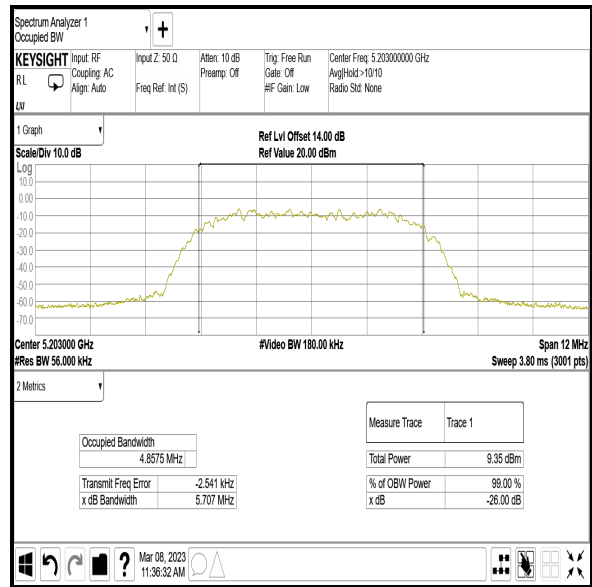 Spectrum Analyzer 1
Occupied BW
KEYSIGHT
RL
LXI
Input: RF
Coupling: AC
Align: Auto
Input Z: 50 Ω
Freq Ref: Int (S)
Atten: 10 dB
Preamp: Off
Trig: Free Run
Gate: Off
#IF Gain: Low
Center Freq: 5.203000000 GHz
Avg|Hold:>10/10
Radio Std: None
1 Graph
Scale/Div 10.0 dB
Ref Lvl Offset 14.00 dB
Ref Value 20.00 dBm
Log
10.0
0.00
-10.0
-20.0
-30.0
-40.0
-50.0
-60.0
-70.0
Center 5.203000 GHz
#Video BW 180.00 kHz
Span 12 MHz
#Res BW 56.000 kHz
Sweep 3.80 ms (3001 pts)
2 Metrics
Occupied Bandwidth
4.8575 MHz
Transmit Freq Error -2.541 kHz
x dB Bandwidth 5.707 MHz
Measure Trace Trace 1
Total Power 9.35 dBm
% of OBW Power 99.00 %
x dB -26.00 dB
?
Mar 08, 2023
11:36:32 AM